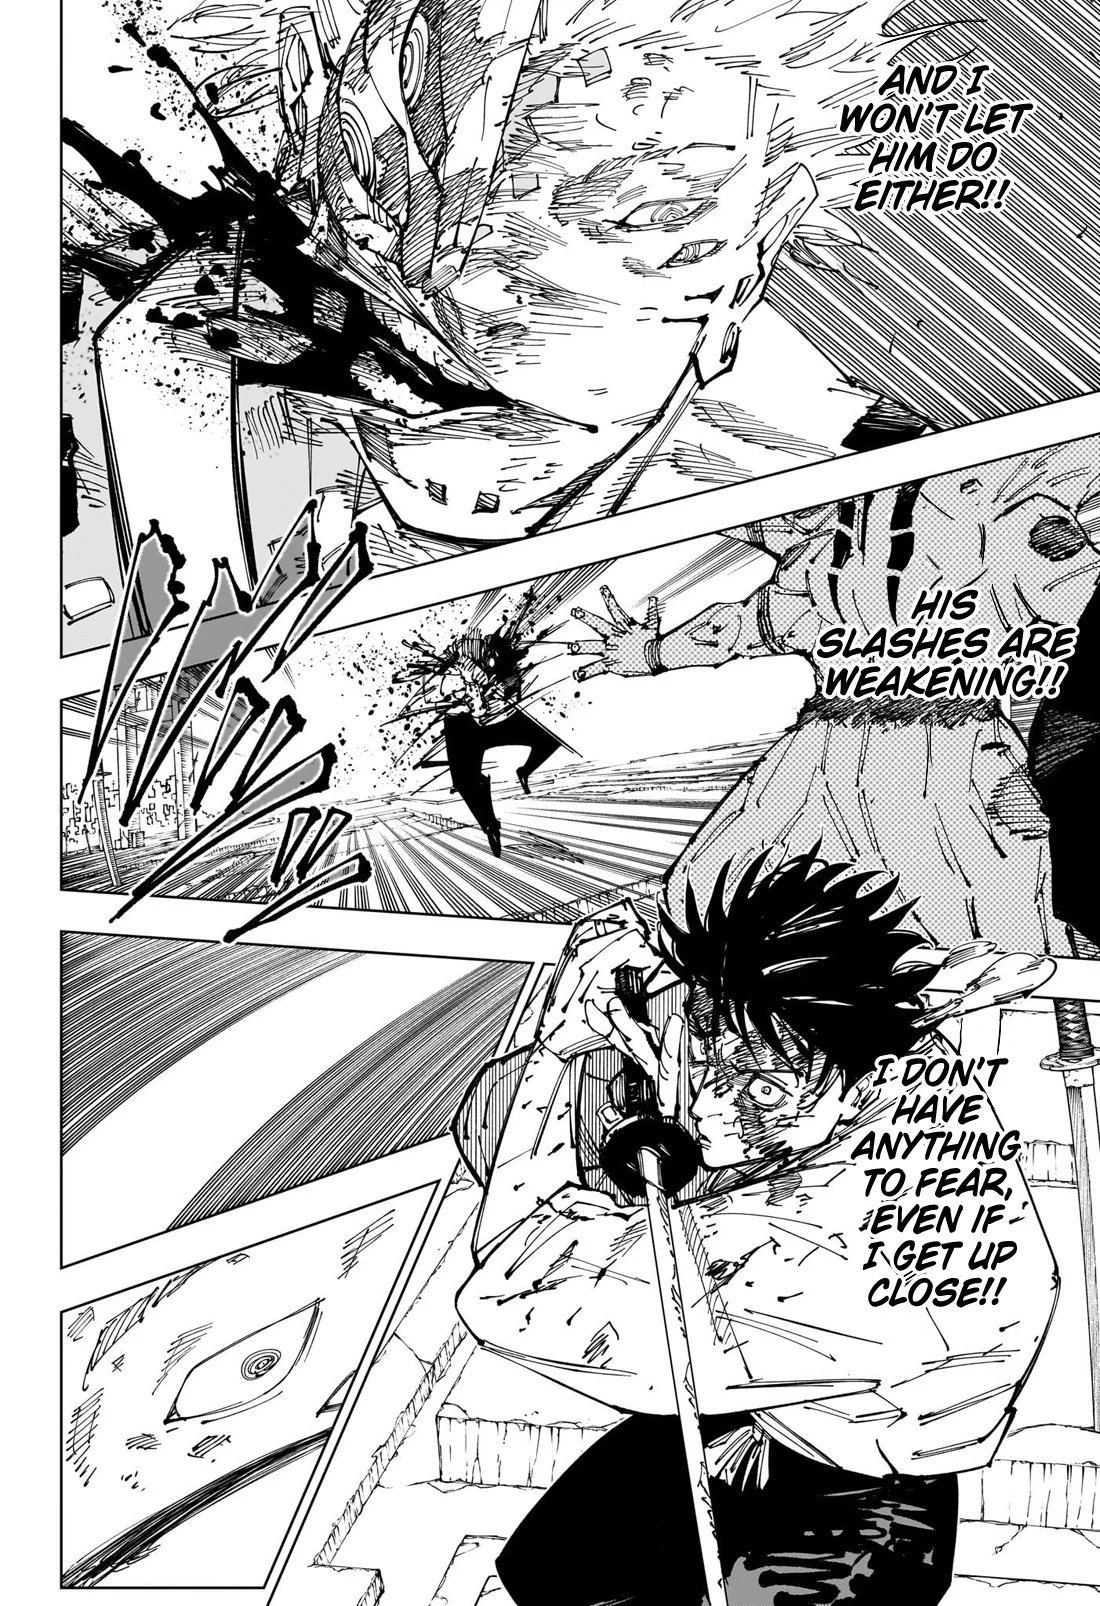 AND I
WON'T LET
HIM DO
EITHER!!
HIS
SLASHES ARE
WEAKENING!!
I DON'T
HAVE
ANYTHING
TO FEAR,
EVEN IF
I GET UP
CLOSE!!